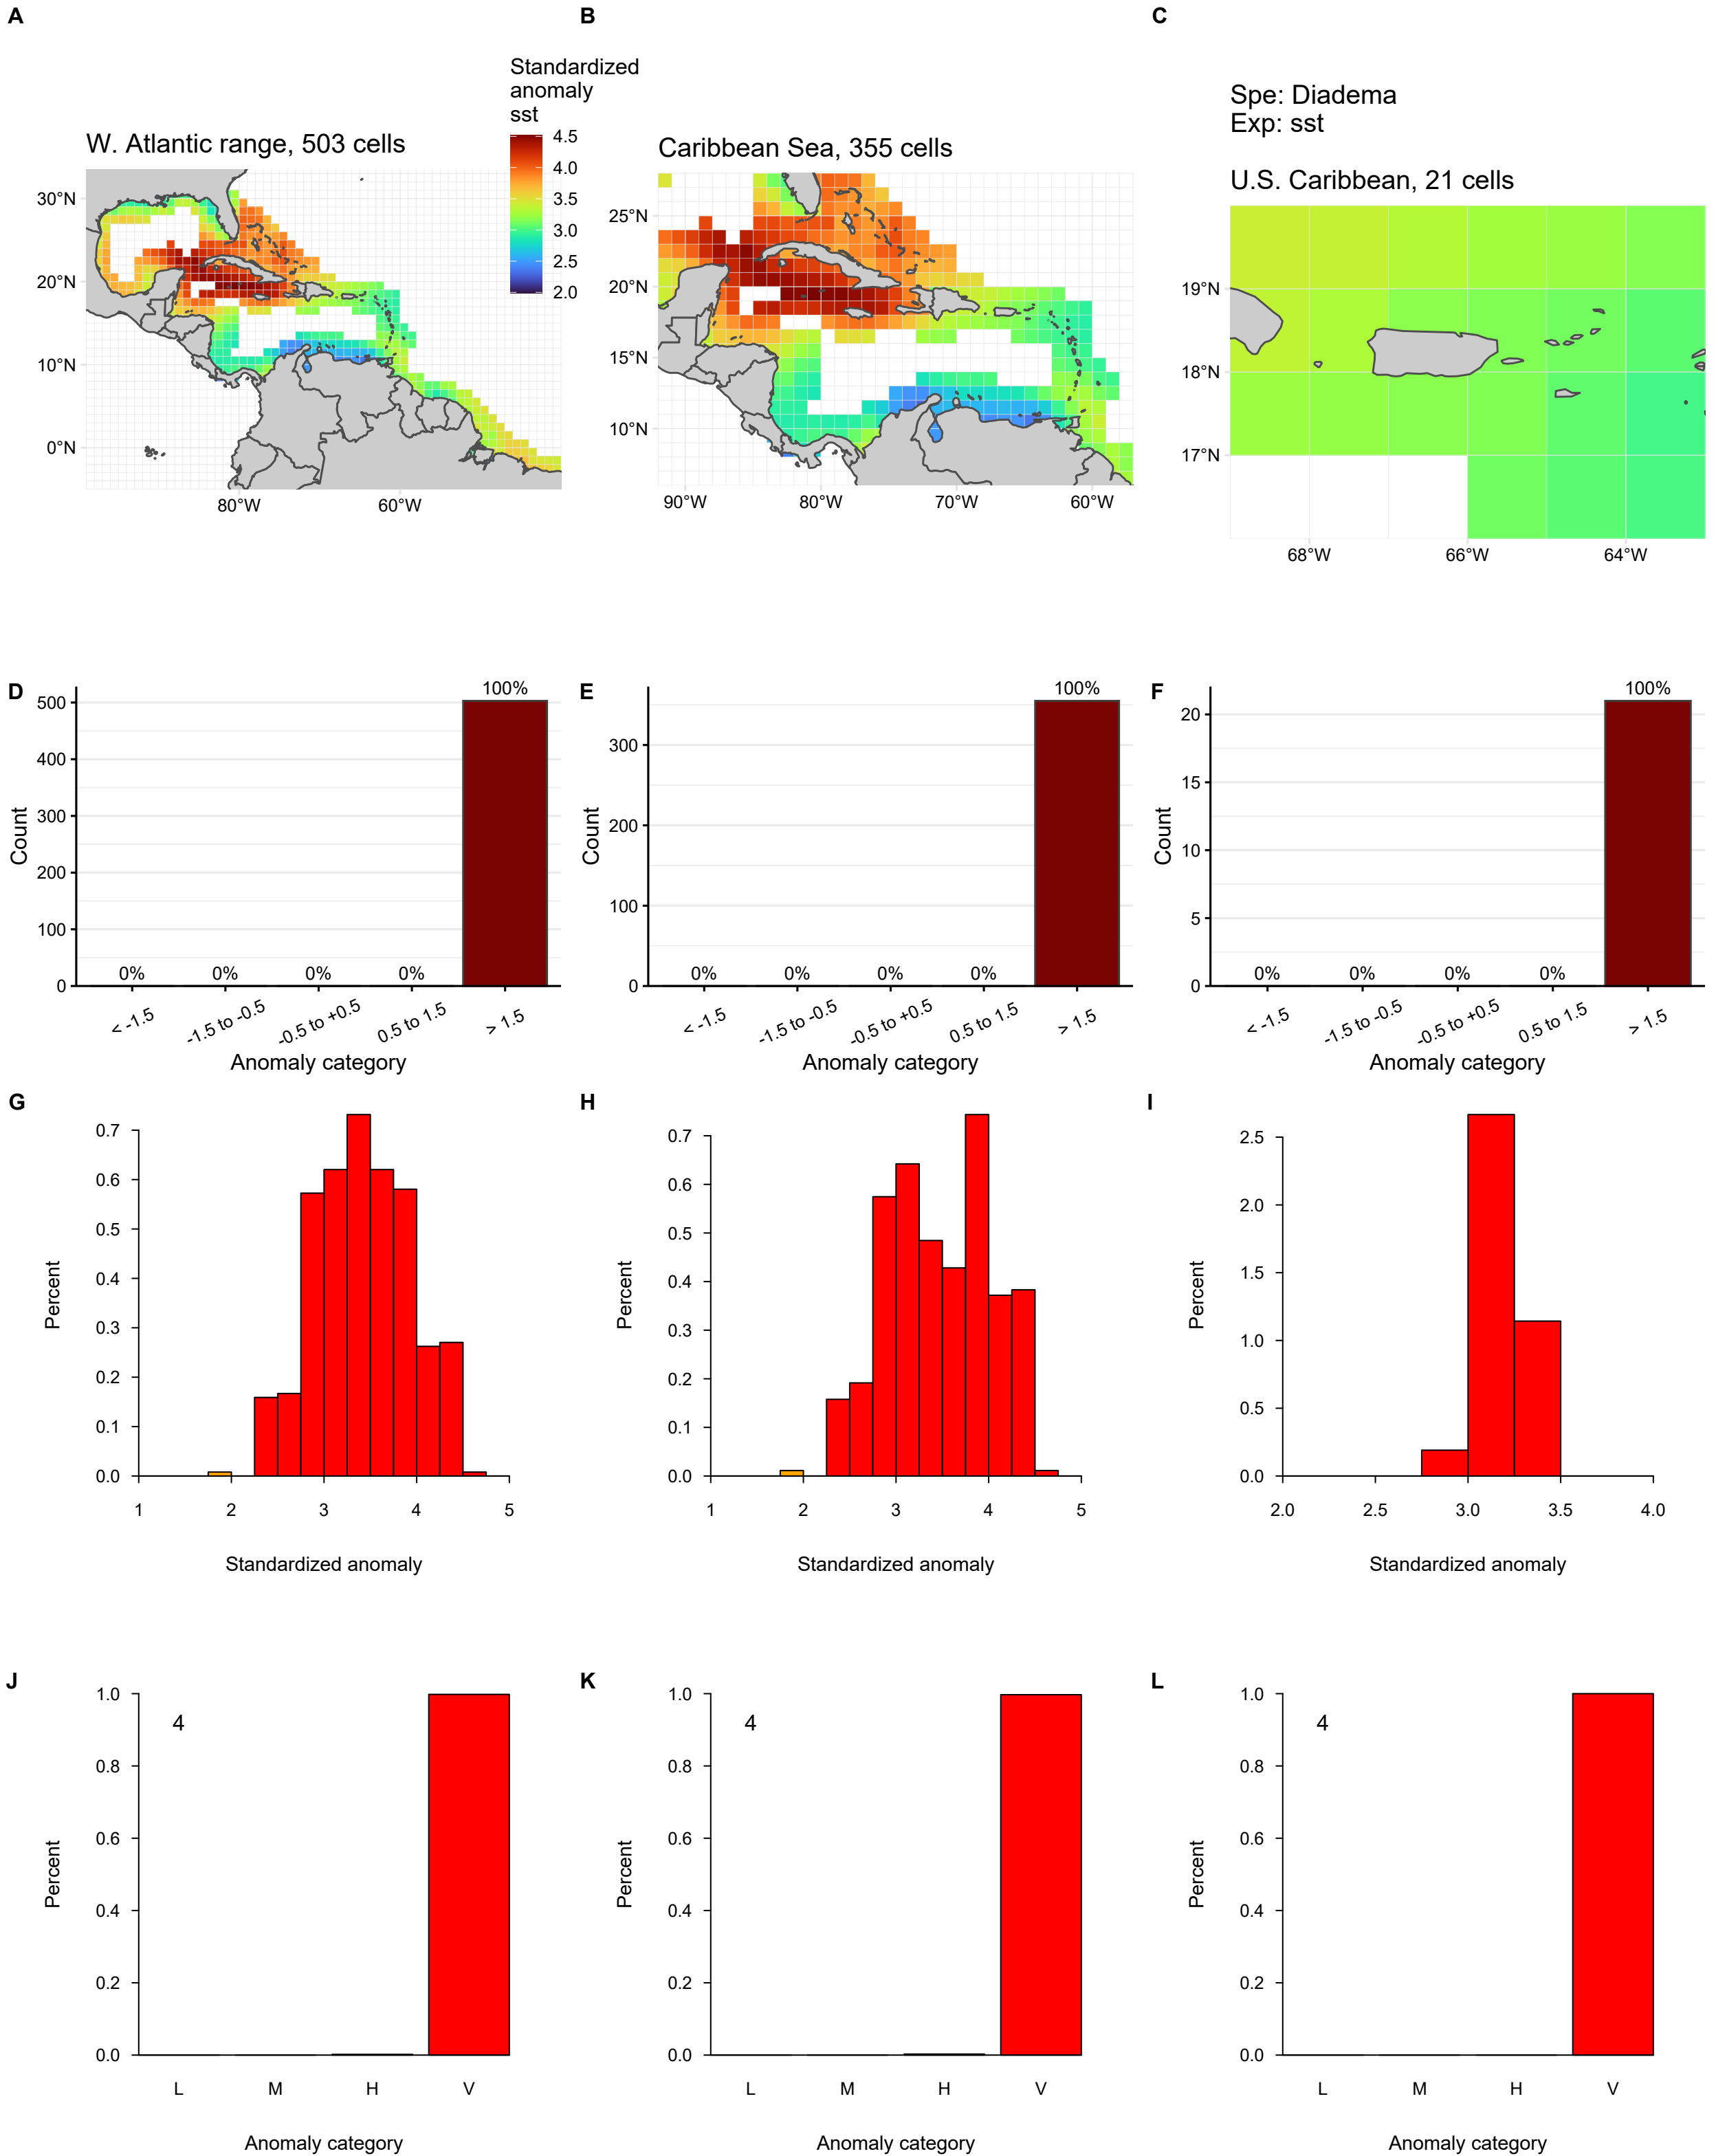 A
B
C
Standardized
anomaly
sst
4.5
4.0
3.5
3.0
2.5
2.0
W. Atlantic range, 503 cells
30°N
20°N
10°N
0°N
80°W 60°W
Caribbean Sea, 355 cells
25°N
20°N
15°N
10°N
90°W 80°W 70°W 60°W
Spe: Diadema
Exp: sst
U.S. Caribbean, 21 cells
19°N
18°N
17°N
68°W 66°W 64°W
D
Count
500
400
300
200
100
0
0% 0% 0% 0% 100%
< -1.5 -1.5 to -0.5 -0.5 to +0.5 0.5 to 1.5 > 1.5
Anomaly category
E
Count
300
200
100
0
0% 0% 0% 0% 100%
< -1.5 -1.5 to -0.5 -0.5 to +0.5 0.5 to 1.5 > 1.5
Anomaly category
F
Count
20
15
10
5
0
0% 0% 0% 0% 100%
< -1.5 -1.5 to -0.5 -0.5 to +0.5 0.5 to 1.5 > 1.5
Anomaly category
G
Percent
0.7
0.6
0.5
0.4
0.3
0.2
0.1
0.0
1 2 3 4 5
Standardized anomaly
H
Percent
0.7
0.6
0.5
0.4
0.3
0.2
0.1
0.0
1 2 3 4 5
Standardized anomaly
I
Percent
2.5
2.0
1.5
1.0
0.5
0.0
2.0 2.5 3.0 3.5 4.0
Standardized anomaly
J
4
Percent
1.0
0.8
0.6
0.4
0.2
0.0
L M H V
Anomaly category
K
4
Percent
1.0
0.8
0.6
0.4
0.2
0.0
L M H V
Anomaly category
L
4
Percent
1.0
0.8
0.6
0.4
0.2
0.0
L M H V
Anomaly category